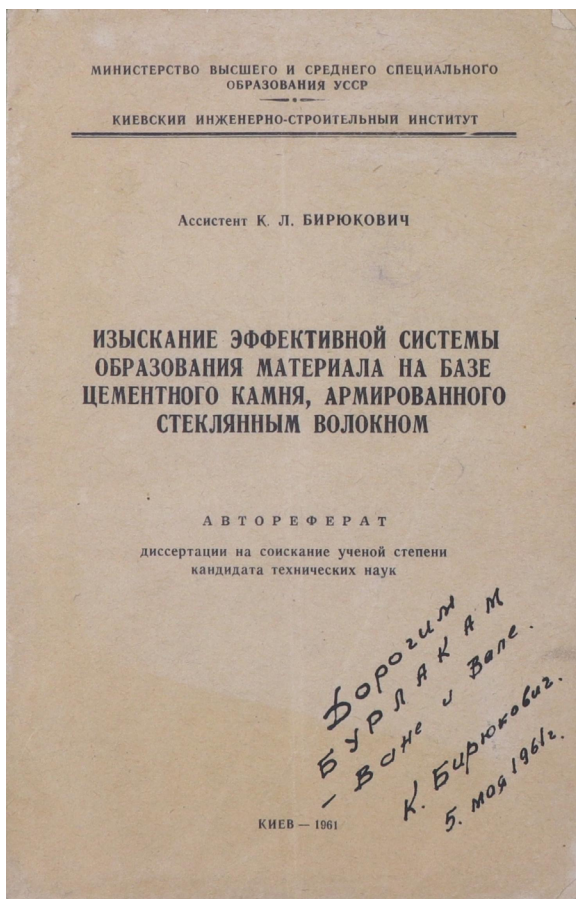 МИНИСТЕРСТВО ВЫСШЕГО И СРЕДНЕГО СПЕЦИАЛЬНОГО
ОБРАЗОВАНИЯ УССР
КИЕВСКИЙ ИНЖЕНЕРНО-СТРОИТЕЛЬНЫЙ ИНСТИТУТ
Ассистент К. Л. БИРЮКОВИЧ
ИЗЫСКАНИЕ ЭФФЕКТИВНОЙ СИСТЕМЫ
ОБРАЗОВАНИЯ МАТЕРИАЛА НА БАЗЕ
ЦЕМЕНТНОГО КАМНЯ, АРМИРОВАННОГО
СТЕКЛЯННЫМ ВОЛОКНОМ
АВТОРЕФЕРАТ
диссертации на соискание ученой степени
кандидата технических наук
Дорогим
БУРЛАКАМ
– Ване и Вале.
К. Бирюкович.
5. мая 1961г.
КИЕВ — 1961